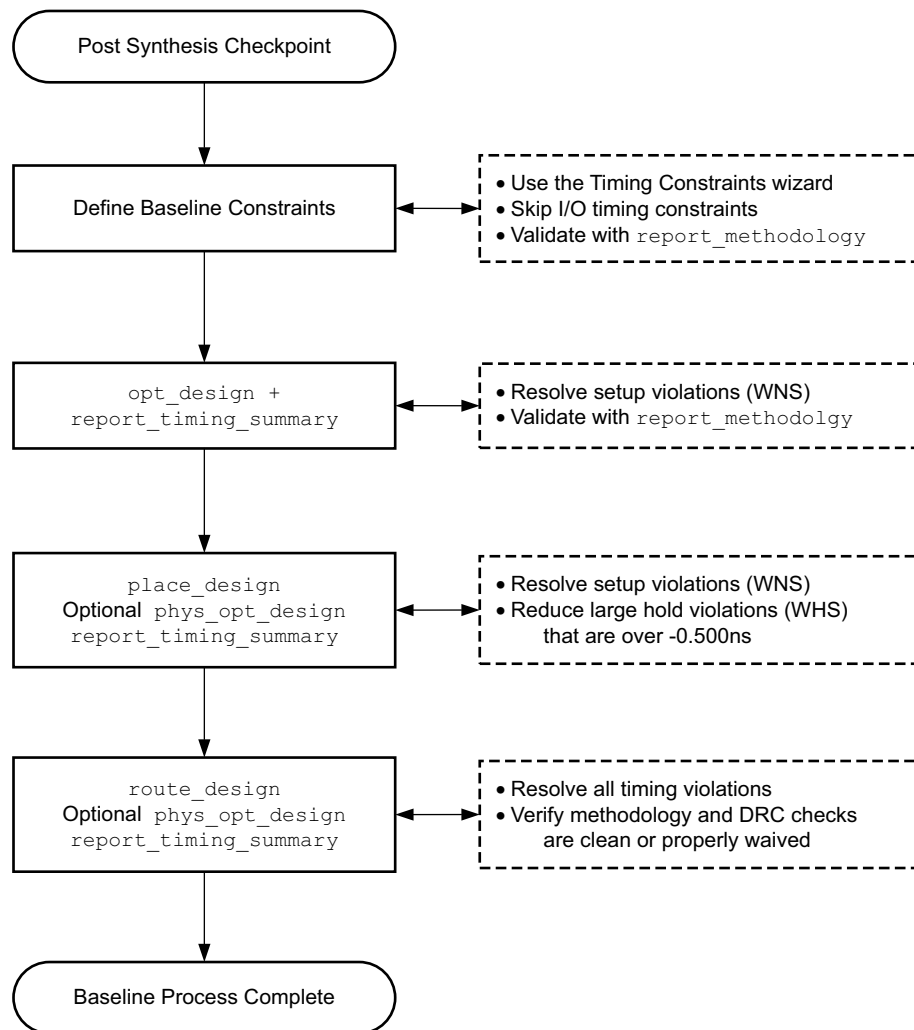 Post Synthesis Checkpoint
Define Baseline Constraints
• Use the Timing Constraints wizard
• Skip I/O timing constraints
• Validate with report_methodology
opt_design +
report_timing_summary
• Resolve setup violations (WNS)
• Validate with report_methodolgy
place_design
Optional phys_opt_design
report_timing_summary
• Resolve setup violations (WNS)
• Reduce large hold violations (WHS)
that are over -0.500ns
route_design
Optional phys_opt_design
report_timing_summary
• Resolve all timing violations
• Verify methodology and DRC checks
are clean or properly waived
Baseline Process Complete